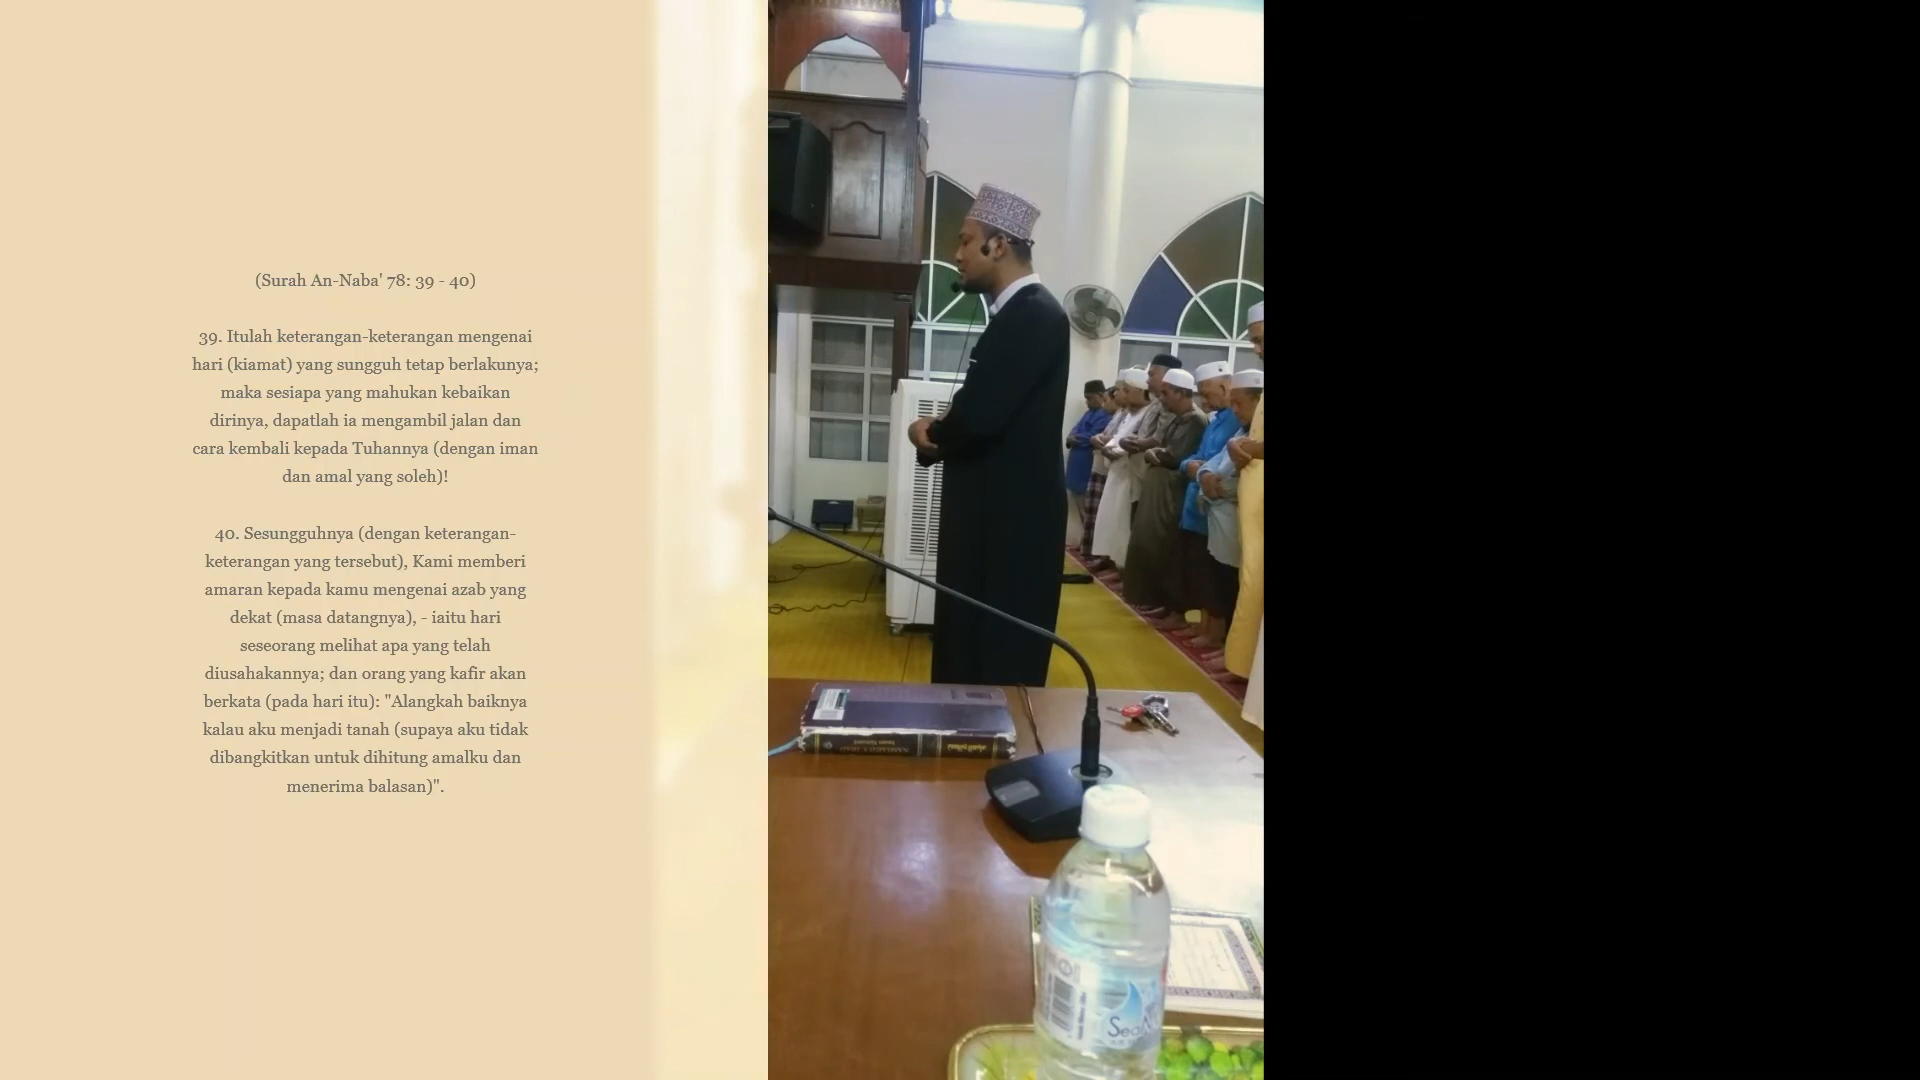 (Surah An-Naba' 78: 39 - 40)
39. Itulah keterangan-keterangan mengenai
hari (kiamat) yang sungguh tetap berlakunya;
maka sesiapa yang mahukan kebaikan
dirinya, dapatlah ia mengambil jalan dan
cara kembali kepada Tuhannya (dengan iman
dan amal yang soleh)!
40. Sesungguhnya (dengan keterangan-
keterangan yang tersebut), Kami memberi
amaran kepada kamu mengenai azab yang
dekat (masa datangnya), - iaitu hari
seseorang melihat apa yang telah
diusahakannya; dan orang yang kafir akan
berkata (pada hari itu): "Alangkah baiknya
kalau aku menjadi tanah (supaya aku tidak
dibangkitkan untuk dihitung amalku dan
menerima balasan)".